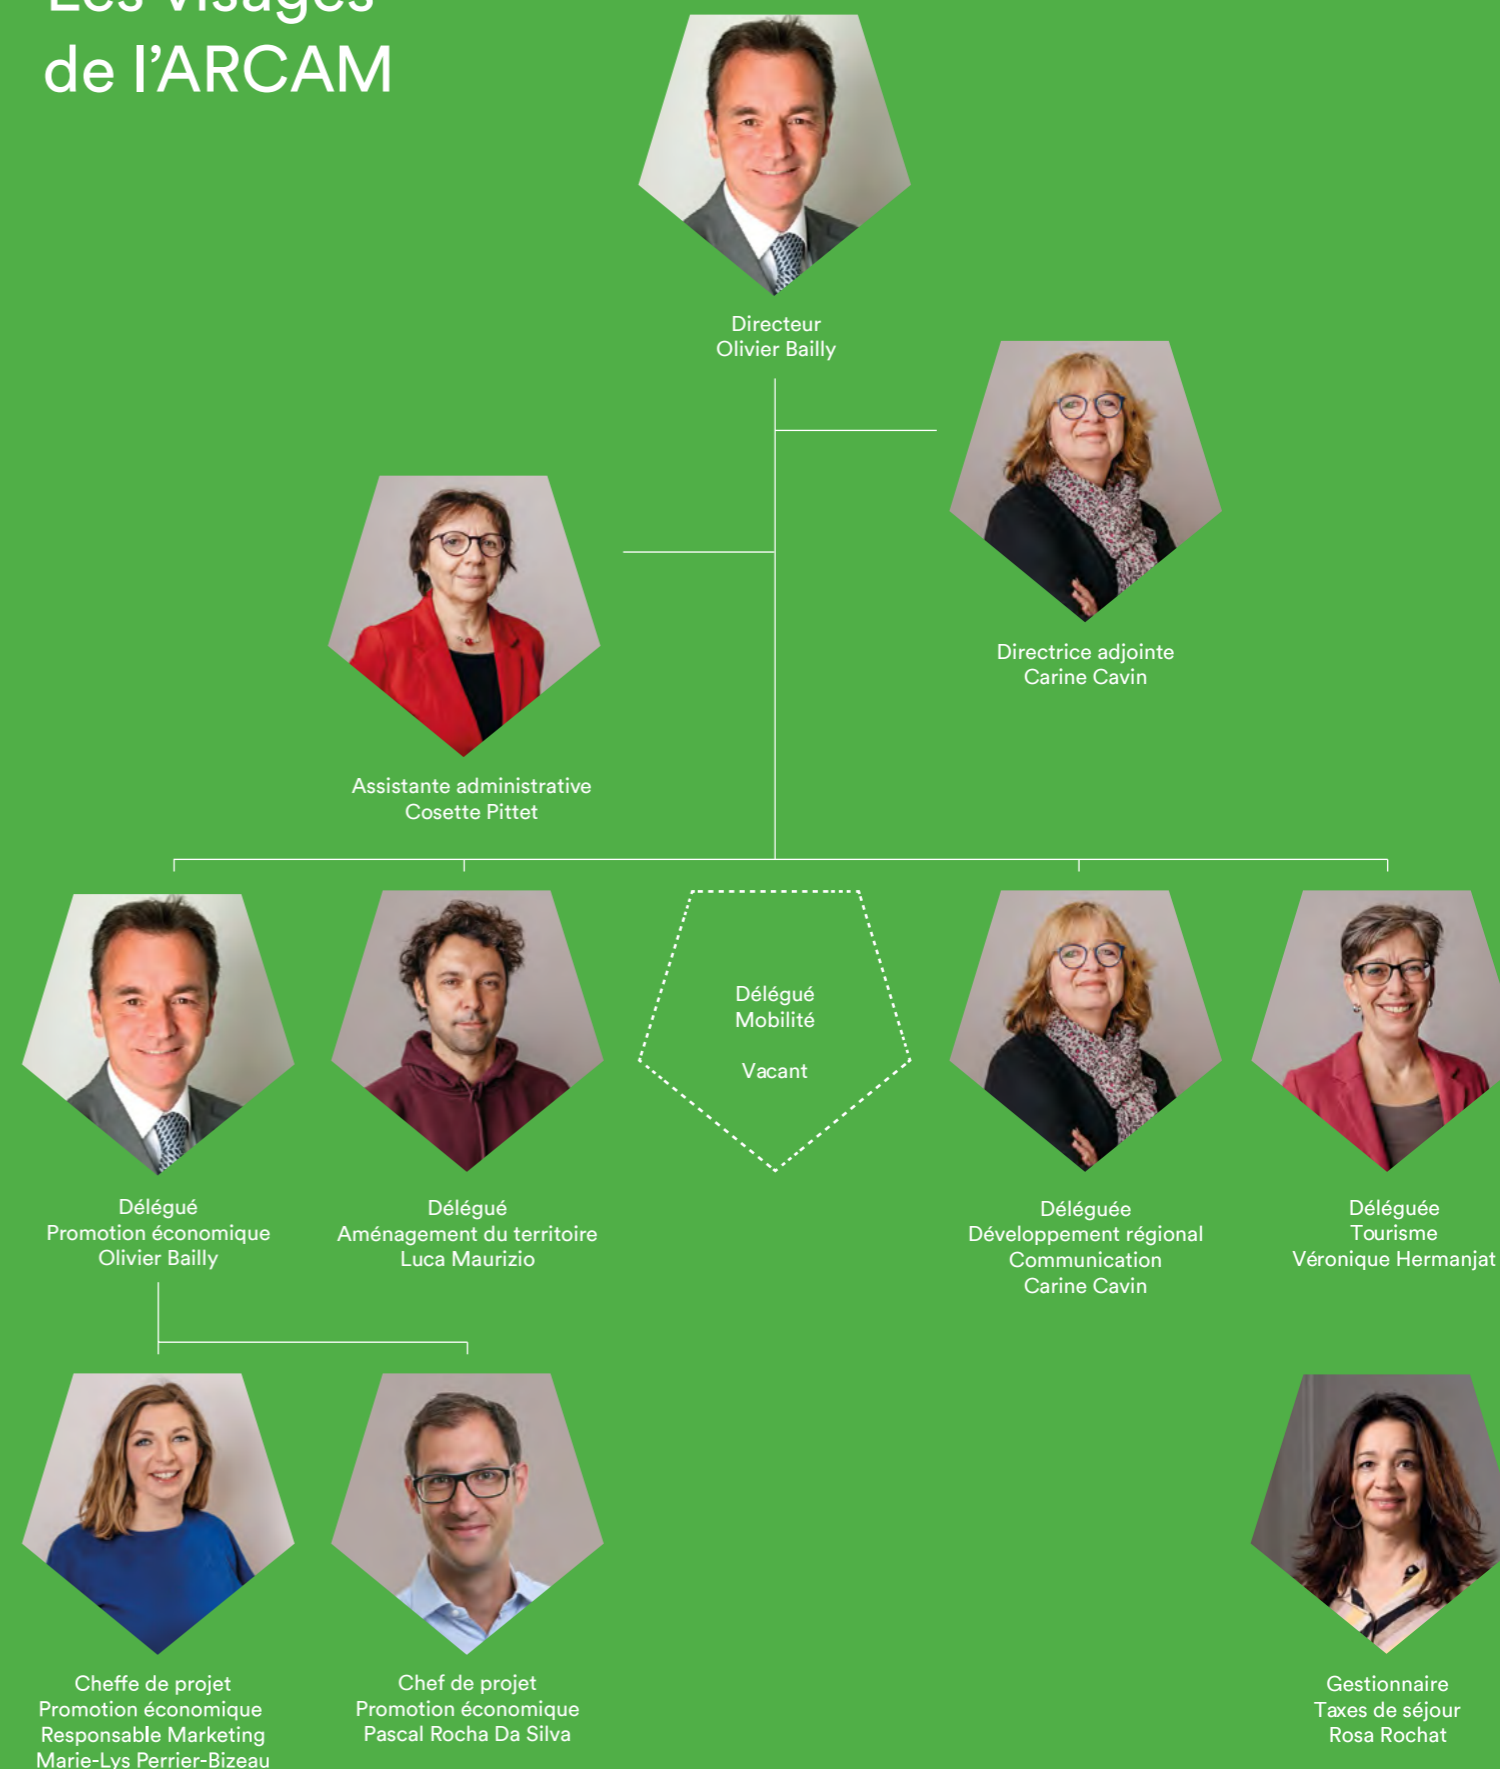 Les visages
de l’ARCAM
Directeur
Olivier Bailly
Directrice adjointe
Carine Cavin
Assistante administrative
Cosette Pittet
Délégué
Promotion économique
Olivier Bailly
Délégué
Aménagement du territoire
Luca Maurizio
Délégué
Mobilité
Vacant
Déléguée
Développement régional
Communication
Carine Cavin
Déléguée
Tourisme
Véronique Hermanjat
Cheffe de projet
Promotion économique
Responsable Marketing
Marie-Lys Perrier-Bizeau
Chef de projet
Promotion économique
Pascal Rocha Da Silva
Gestionnaire
Taxes de séjour
Rosa Rochat